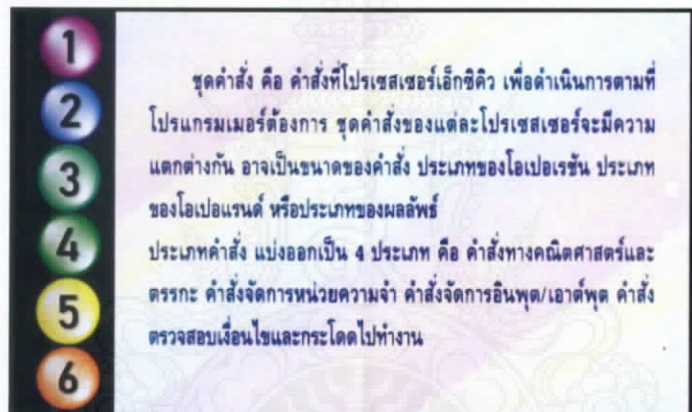 1
2
3
4
5
6
ชุดคำสั่ง คือ คำสั่งที่โปรเซสเซอร์เอ็กซิคิว เพื่อดำเนินการตามที่
โปรแกรมเมอร์ต้องการ ชุดคำสั่งของแต่ละโปรเซสเซอร์จะมีความ
แตกต่างกัน อาจเป็นขนาดของคำสั่ง ประเภทของโอเปอเรชัน ประเภท
ของโอเปอแรนด์ หรือประเภทของผลลัพธ์
ประเภทคำสั่ง แบ่งออกเป็น 4 ประเภท คือ คำสั่งทางคณิตศาสตร์และ
ตรรกะ คำสั่งจัดการหน่วยความจำ คำสั่งจัดการอินพุต/เอาต์พุต คำสั่ง
ตรวจสอบเงื่อนไขและกระโดดไปทำงาน